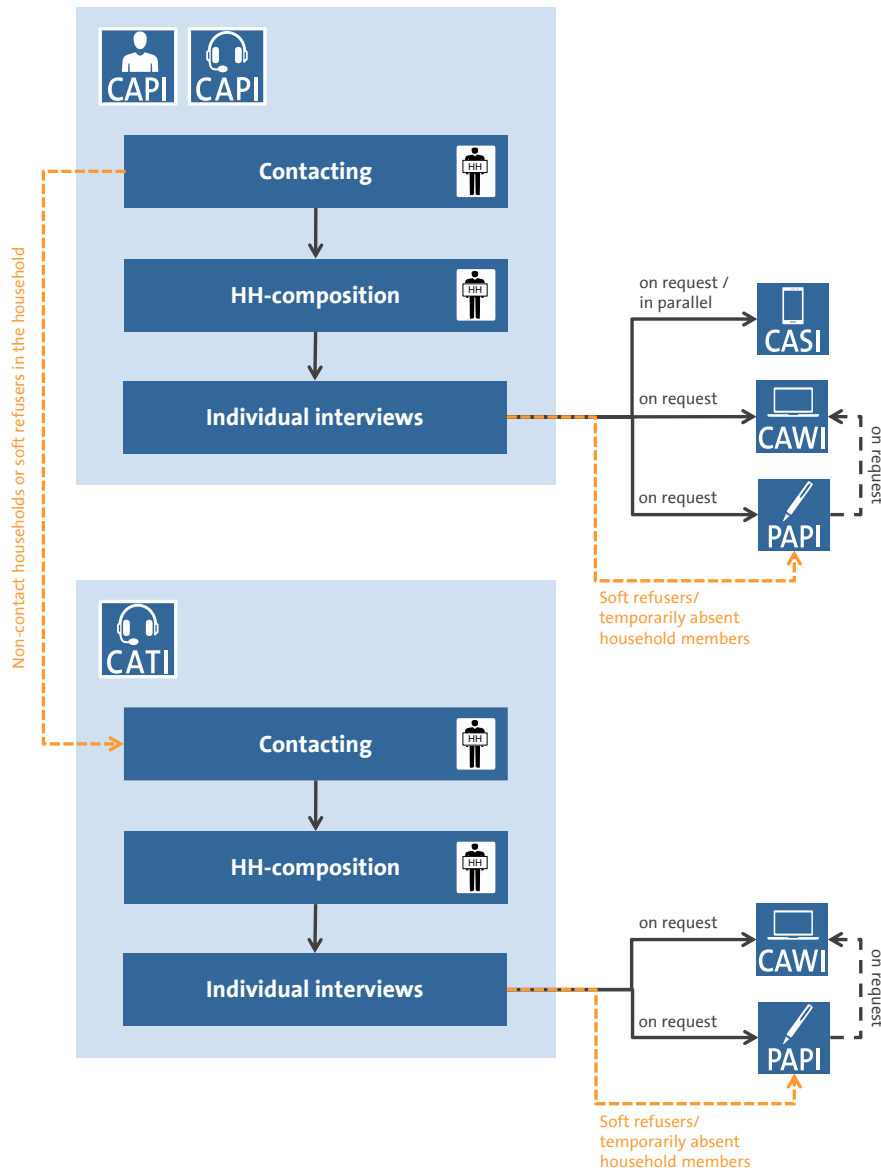 CAPI
CAPI
Contacting
HH
HH-composition
HH
Individual interviews
on request /
in parallel
CASI
on request
CAWI
on request
PAPI
on request
Soft refusers/
temporarily absent
household members
Non-contact households or soft refusers in the household
CATI
Contacting
HH
HH-composition
HH
Individual interviews
on request
CAWI
on request
PAPI
on request
Soft refusers/
temporarily absent
household members